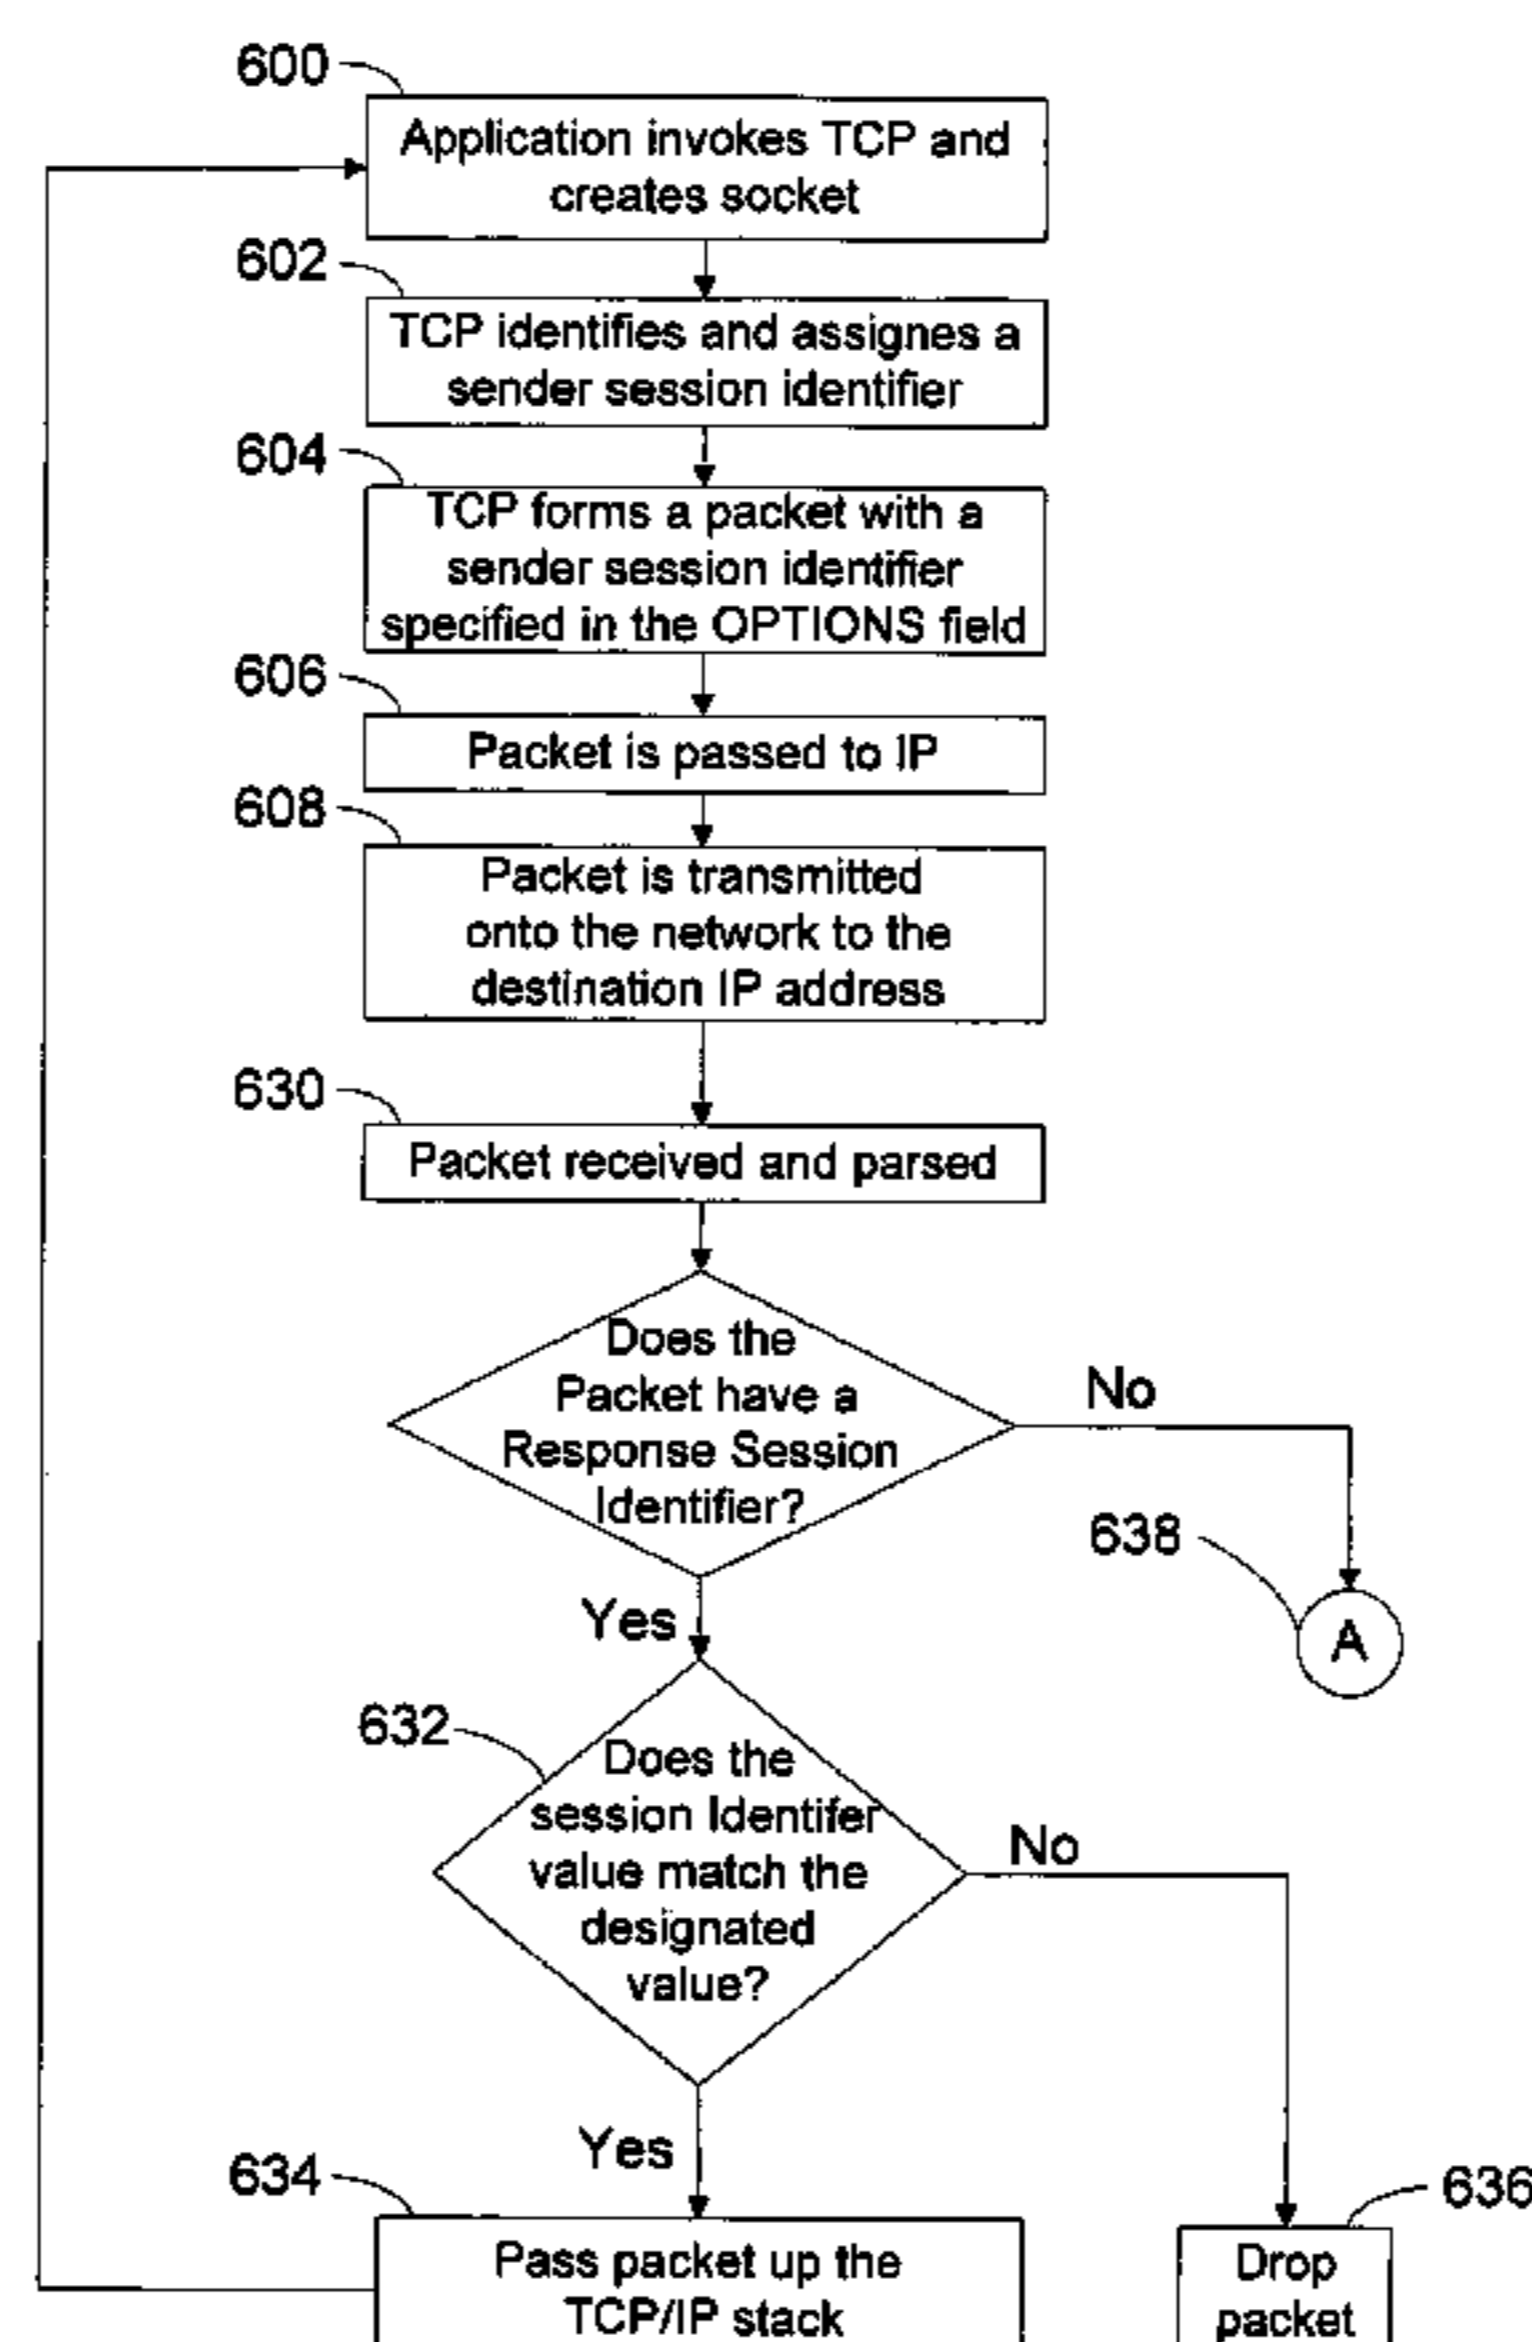 600
Application invokes TCP and
creates socket
602
TCP identifies and assignes a
sender session identifier
604
TCP forms a packet with a
sender session identifier
specified in the OPTIONS field
606
Packet is passed to IP
608
Packet is transmitted
onto the network to the
destination IP address
630
Packet received and parsed
Does the
Packet have a
Response Session
Identifier?
No
638
A
Yes
632
Does the
session Identifer
value match the
designated
value?
No
Yes
634
636
Pass packet up the
TCP/IP stack
Drop
packet